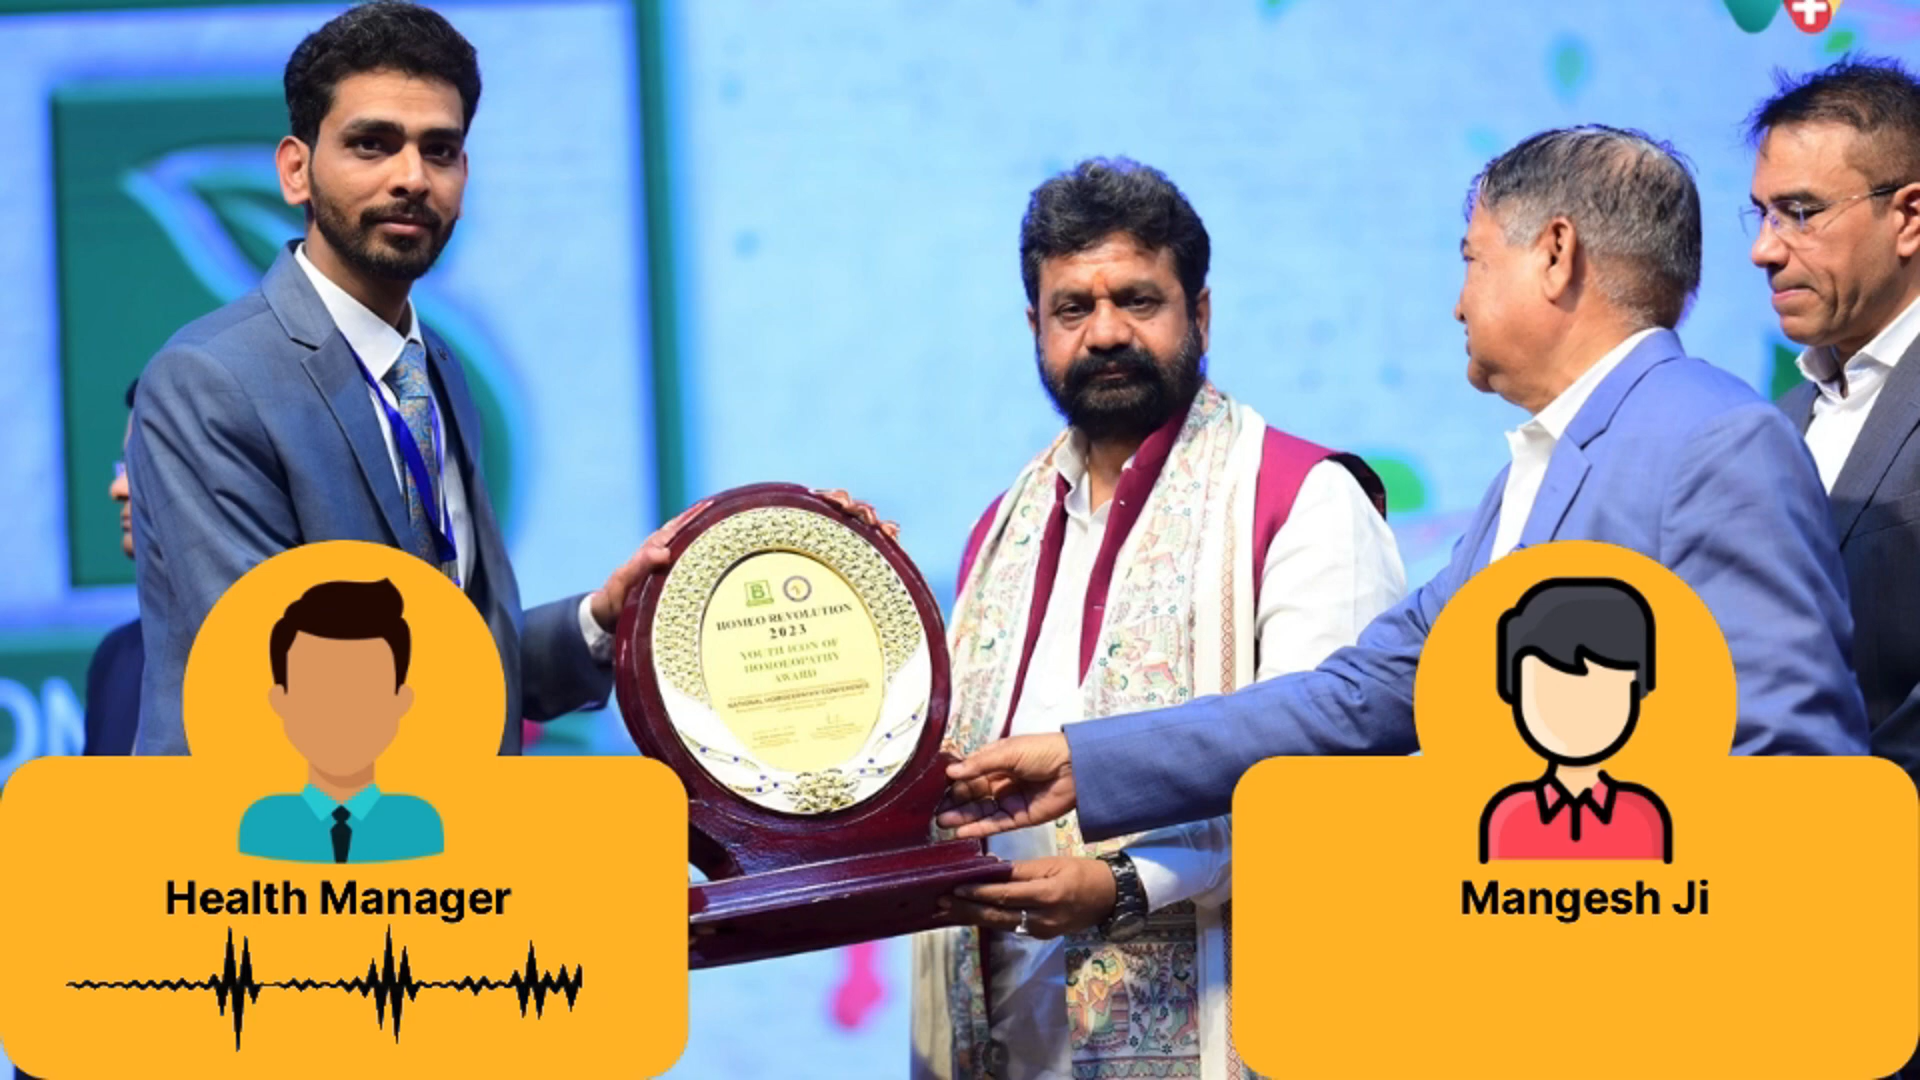 B
HOMEO REVOLUTION
2023
YOUTH ICON OF
HOMOEOPATHY
AWARD
NATIONAL HOMOEOPATHY CONFERENCE
Health Manager
Mangesh Ji